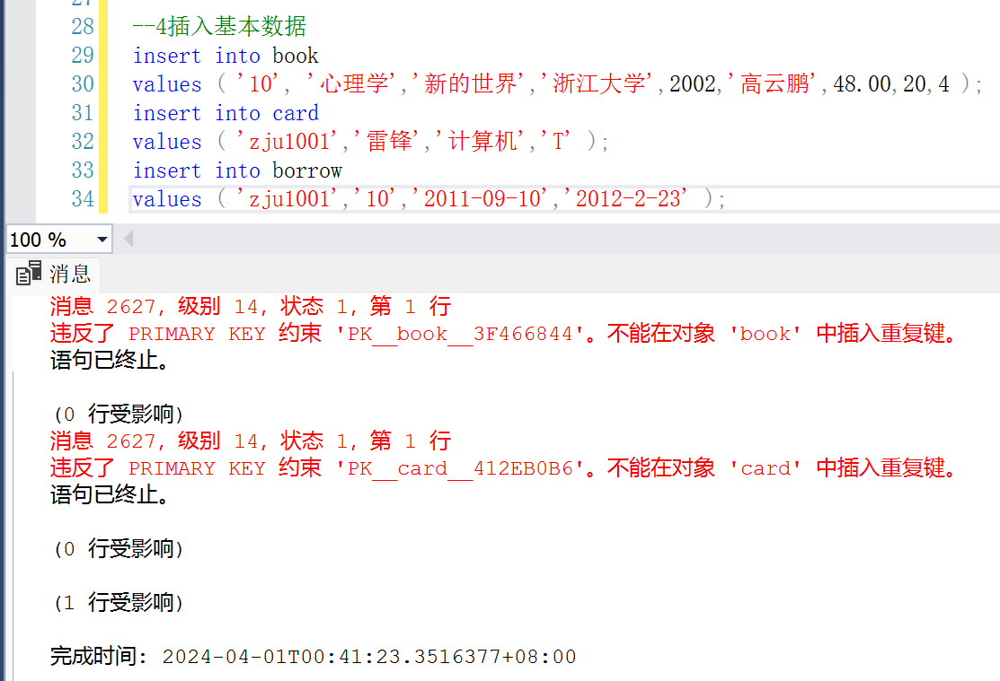 27
28 --4插入基本数据
29 insert into book
30 values ( '10', '心理学','新的世界','浙江大学',2002,'高云鹏',48.00,20,4 );
31 insert into card
32 values ( 'zju1001','雷锋','计算机','T' );
33 insert into borrow
34 values ( 'zju1001','10','2011-09-10','2012-2-23' );
100 %
消息
消息 2627，级别 14，状态 1，第 1 行
违反了 PRIMARY KEY 约束 'PK__book__3F466844'。不能在对象 'book' 中插入重复键。
语句已终止。
(0 行受影响)
消息 2627，级别 14，状态 1，第 1 行
违反了 PRIMARY KEY 约束 'PK__card__412EB0B6'。不能在对象 'card' 中插入重复键。
语句已终止。
(0 行受影响)
(1 行受影响)
完成时间: 2024-04-01T00:41:23.3516377+08:00